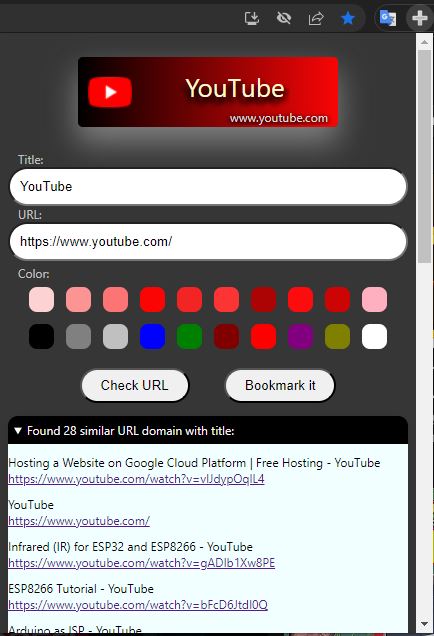 YouTube
www.youtube.com
Title:
YouTube
URL:
https://www.youtube.com/
Color:
Check URL
Bookmark it
▼ Found 28 similar URL domain with title:
Hosting a Website on Google Cloud Platform | Free Hosting - YouTube
https://www.youtube.com/watch?v=vIJdypOqlL4
YouTube
https://www.youtube.com/
Infrared (IR) for ESP32 and ESP8266 - YouTube
https://www.youtube.com/watch?v=gADIb1Xw8PE
ESP8266 Tutorial - YouTube
https://www.youtube.com/watch?v=bFcD6JtdI0Q
Arduino as ISP - YouTube